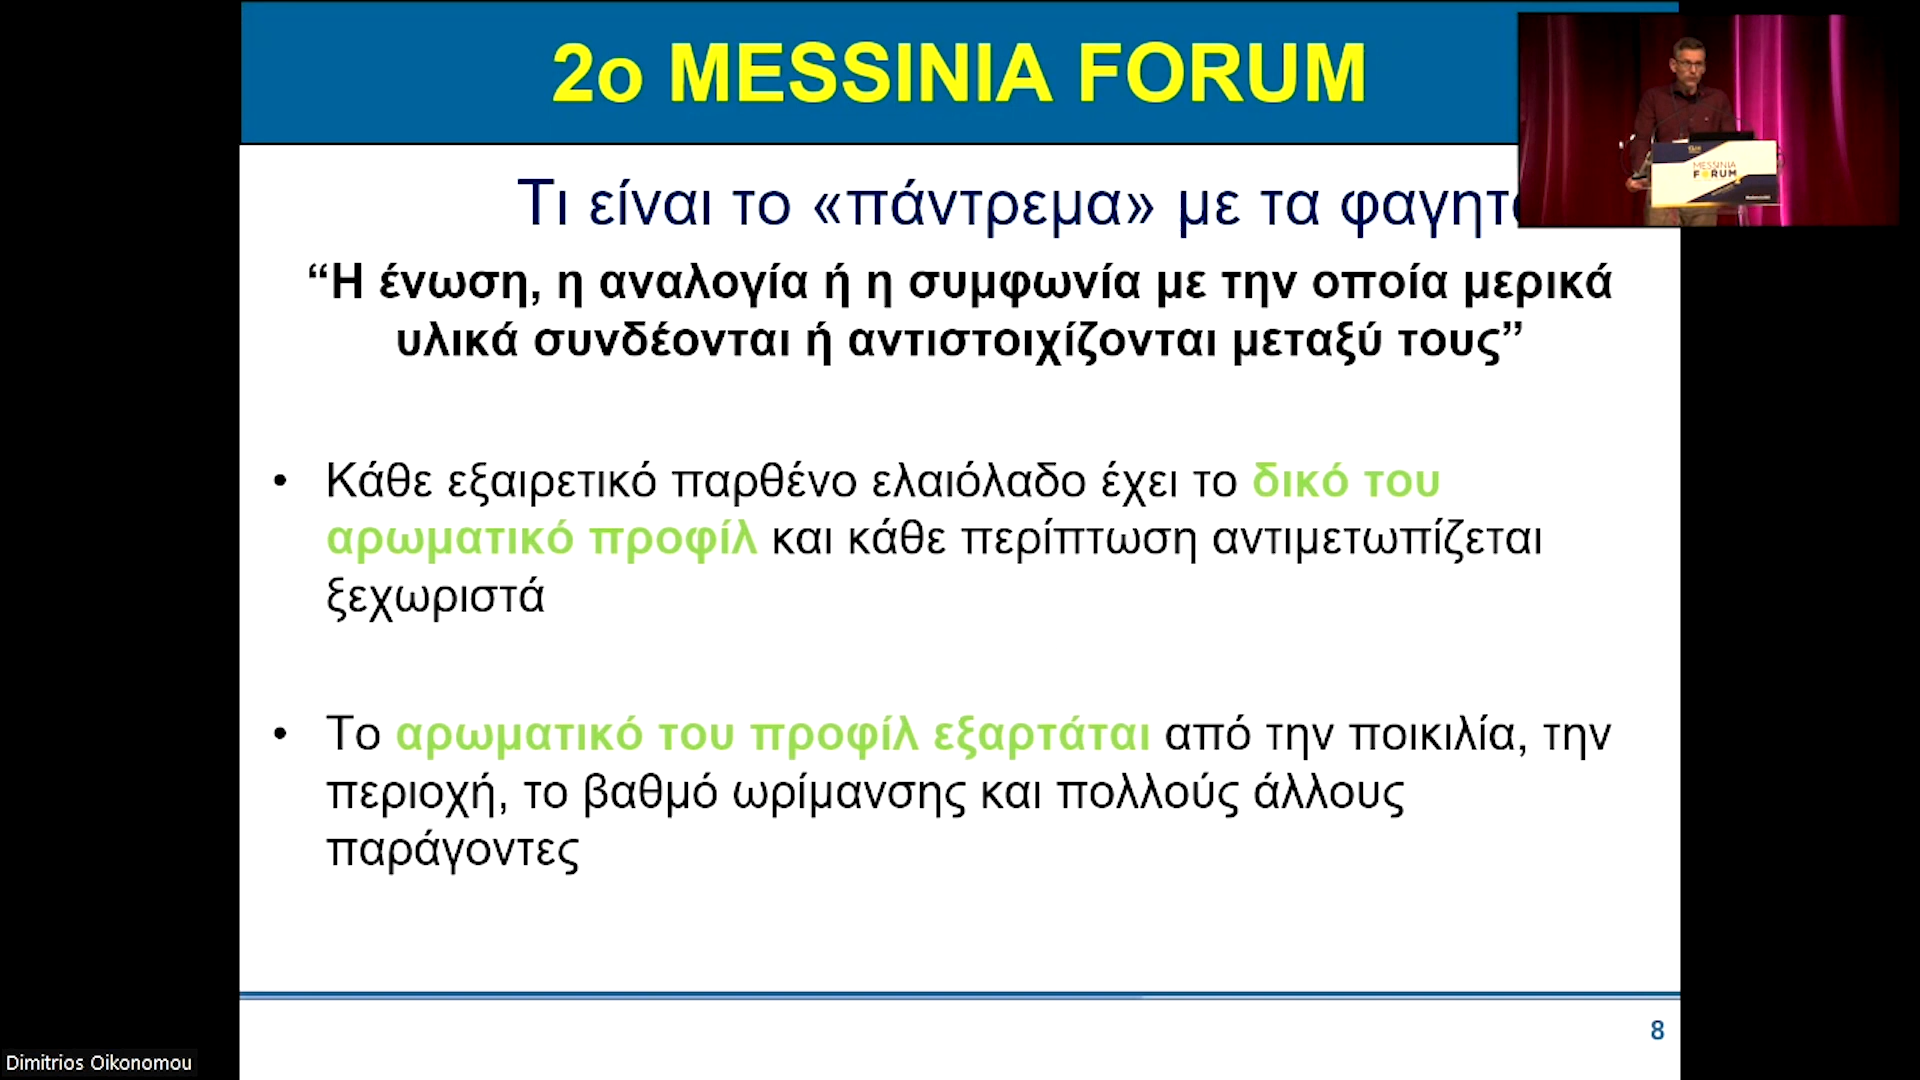 2ο MESSINIA FORUM
Τι είναι το «πάντρεμα» με τα
“Η ένωση, η αναλογία ή η συμφωνία με την οποία μερικά
υλικά συνδέονται ή αντιστοιχίζονται μεταξύ τους”
• Κάθε εξαιρετικό παρθένο ελαιόλαδο έχει το δικό του
αρωματικό προφίλ και κάθε περίπτωση αντιμετωπίζεται
ξεχωριστά
• Το αρωματικό του προφίλ εξαρτάται από την ποικιλία, την
περιοχή, το βαθμό ωρίμανσης και πολλούς άλλους
παράγοντες
8
MESSINIA
FORUM
Dimitrios Oikonomou